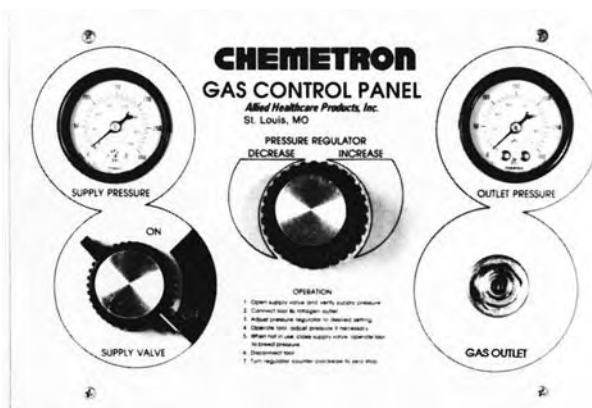 CHEMETRON
GAS CONTROL PANEL
Allied Healthcare Products, Inc.
St. Louis, MO
PRESSURE REGULATOR
DECREASE INCREASE
SUPPLY PRESSURE
OUTLET PRESSURE
ON
SUPPLY VALVE
OPERATION
1 Open supply valve and verify supply pressure
2 Connect tool to nitrogen outlet
3 Adjust pressure regulator to desired setting
4 Operate tool, adjust pressure if necessary
5 When not in use, close supply valve, operate tool
to bleed pressure
6 Disconnect tool
7 Turn regulator counter clockwise to zero stop
GAS OUTLET